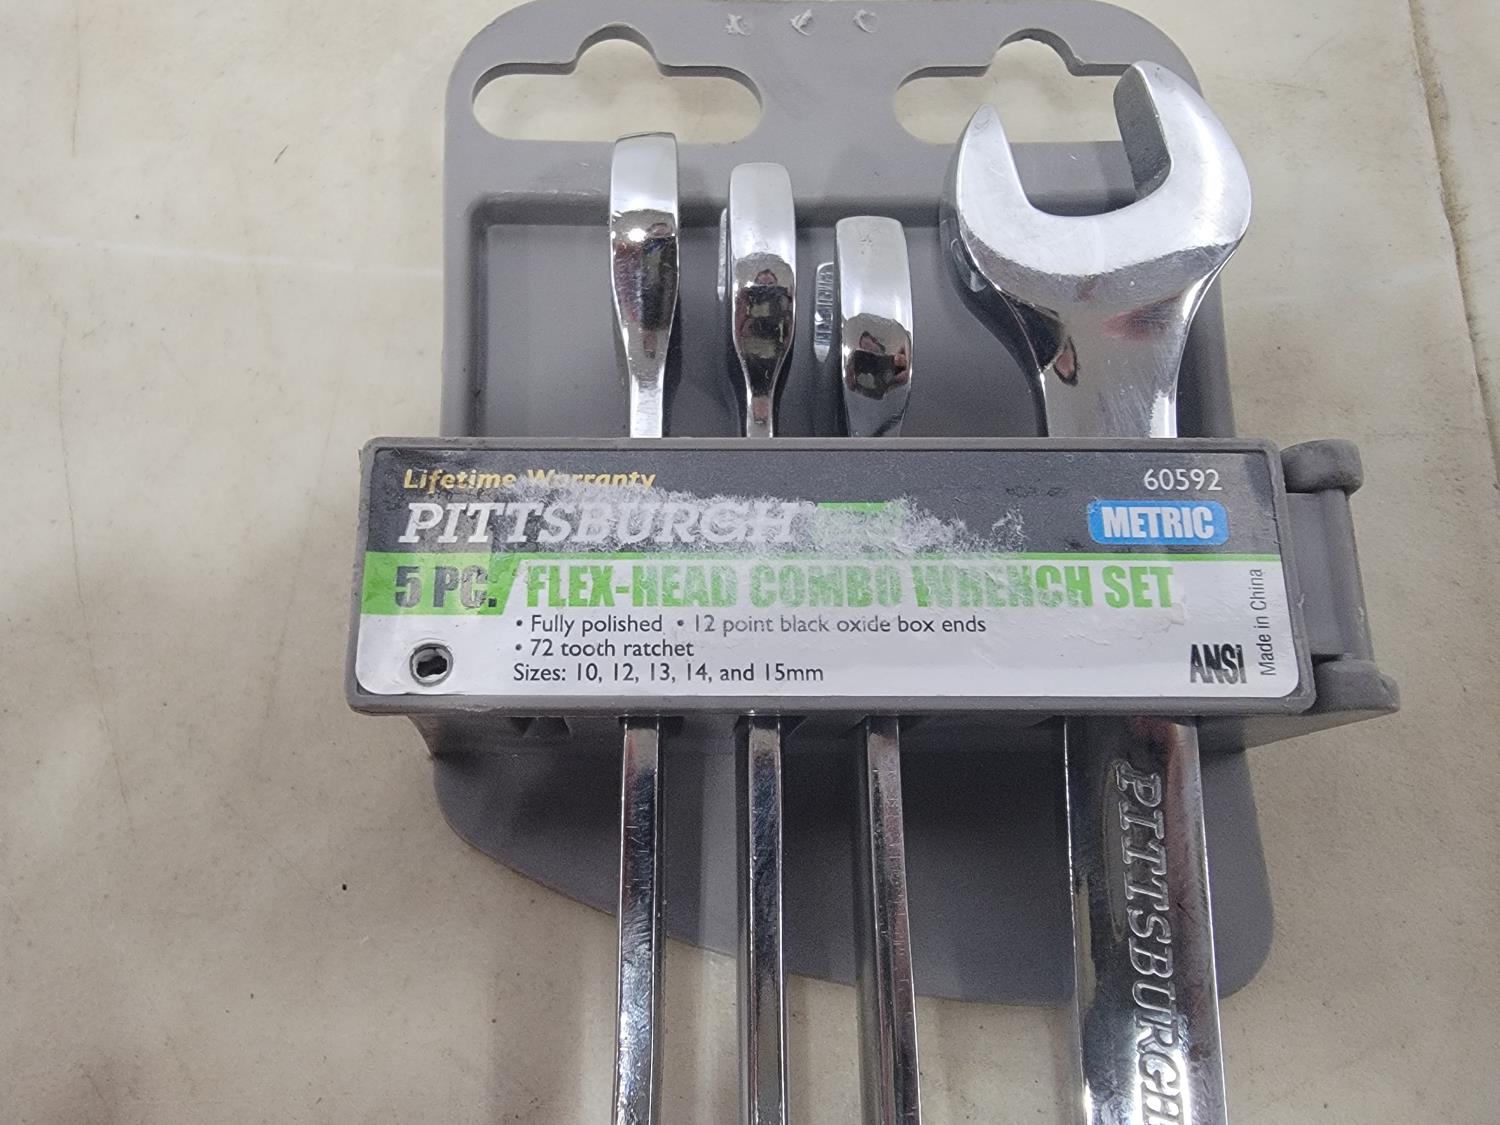 Lifetime Warranty
60592
PITTSBURGH
METRIC
5 PC. FLEX-HEAD COMBO WRENCH SET
• Fully polished • 12 point black oxide box ends
• 72 tooth ratchet
Sizes: 10, 12, 13, 14, and 15mm
ANSI
Made in China
PITTSBURGH